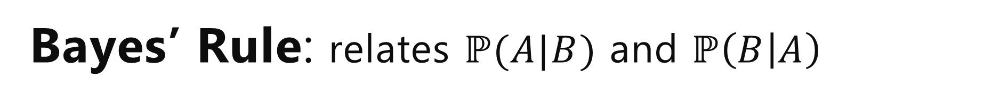 Bayes’ Rule: relates ℙ(A|B) and ℙ(B|A)